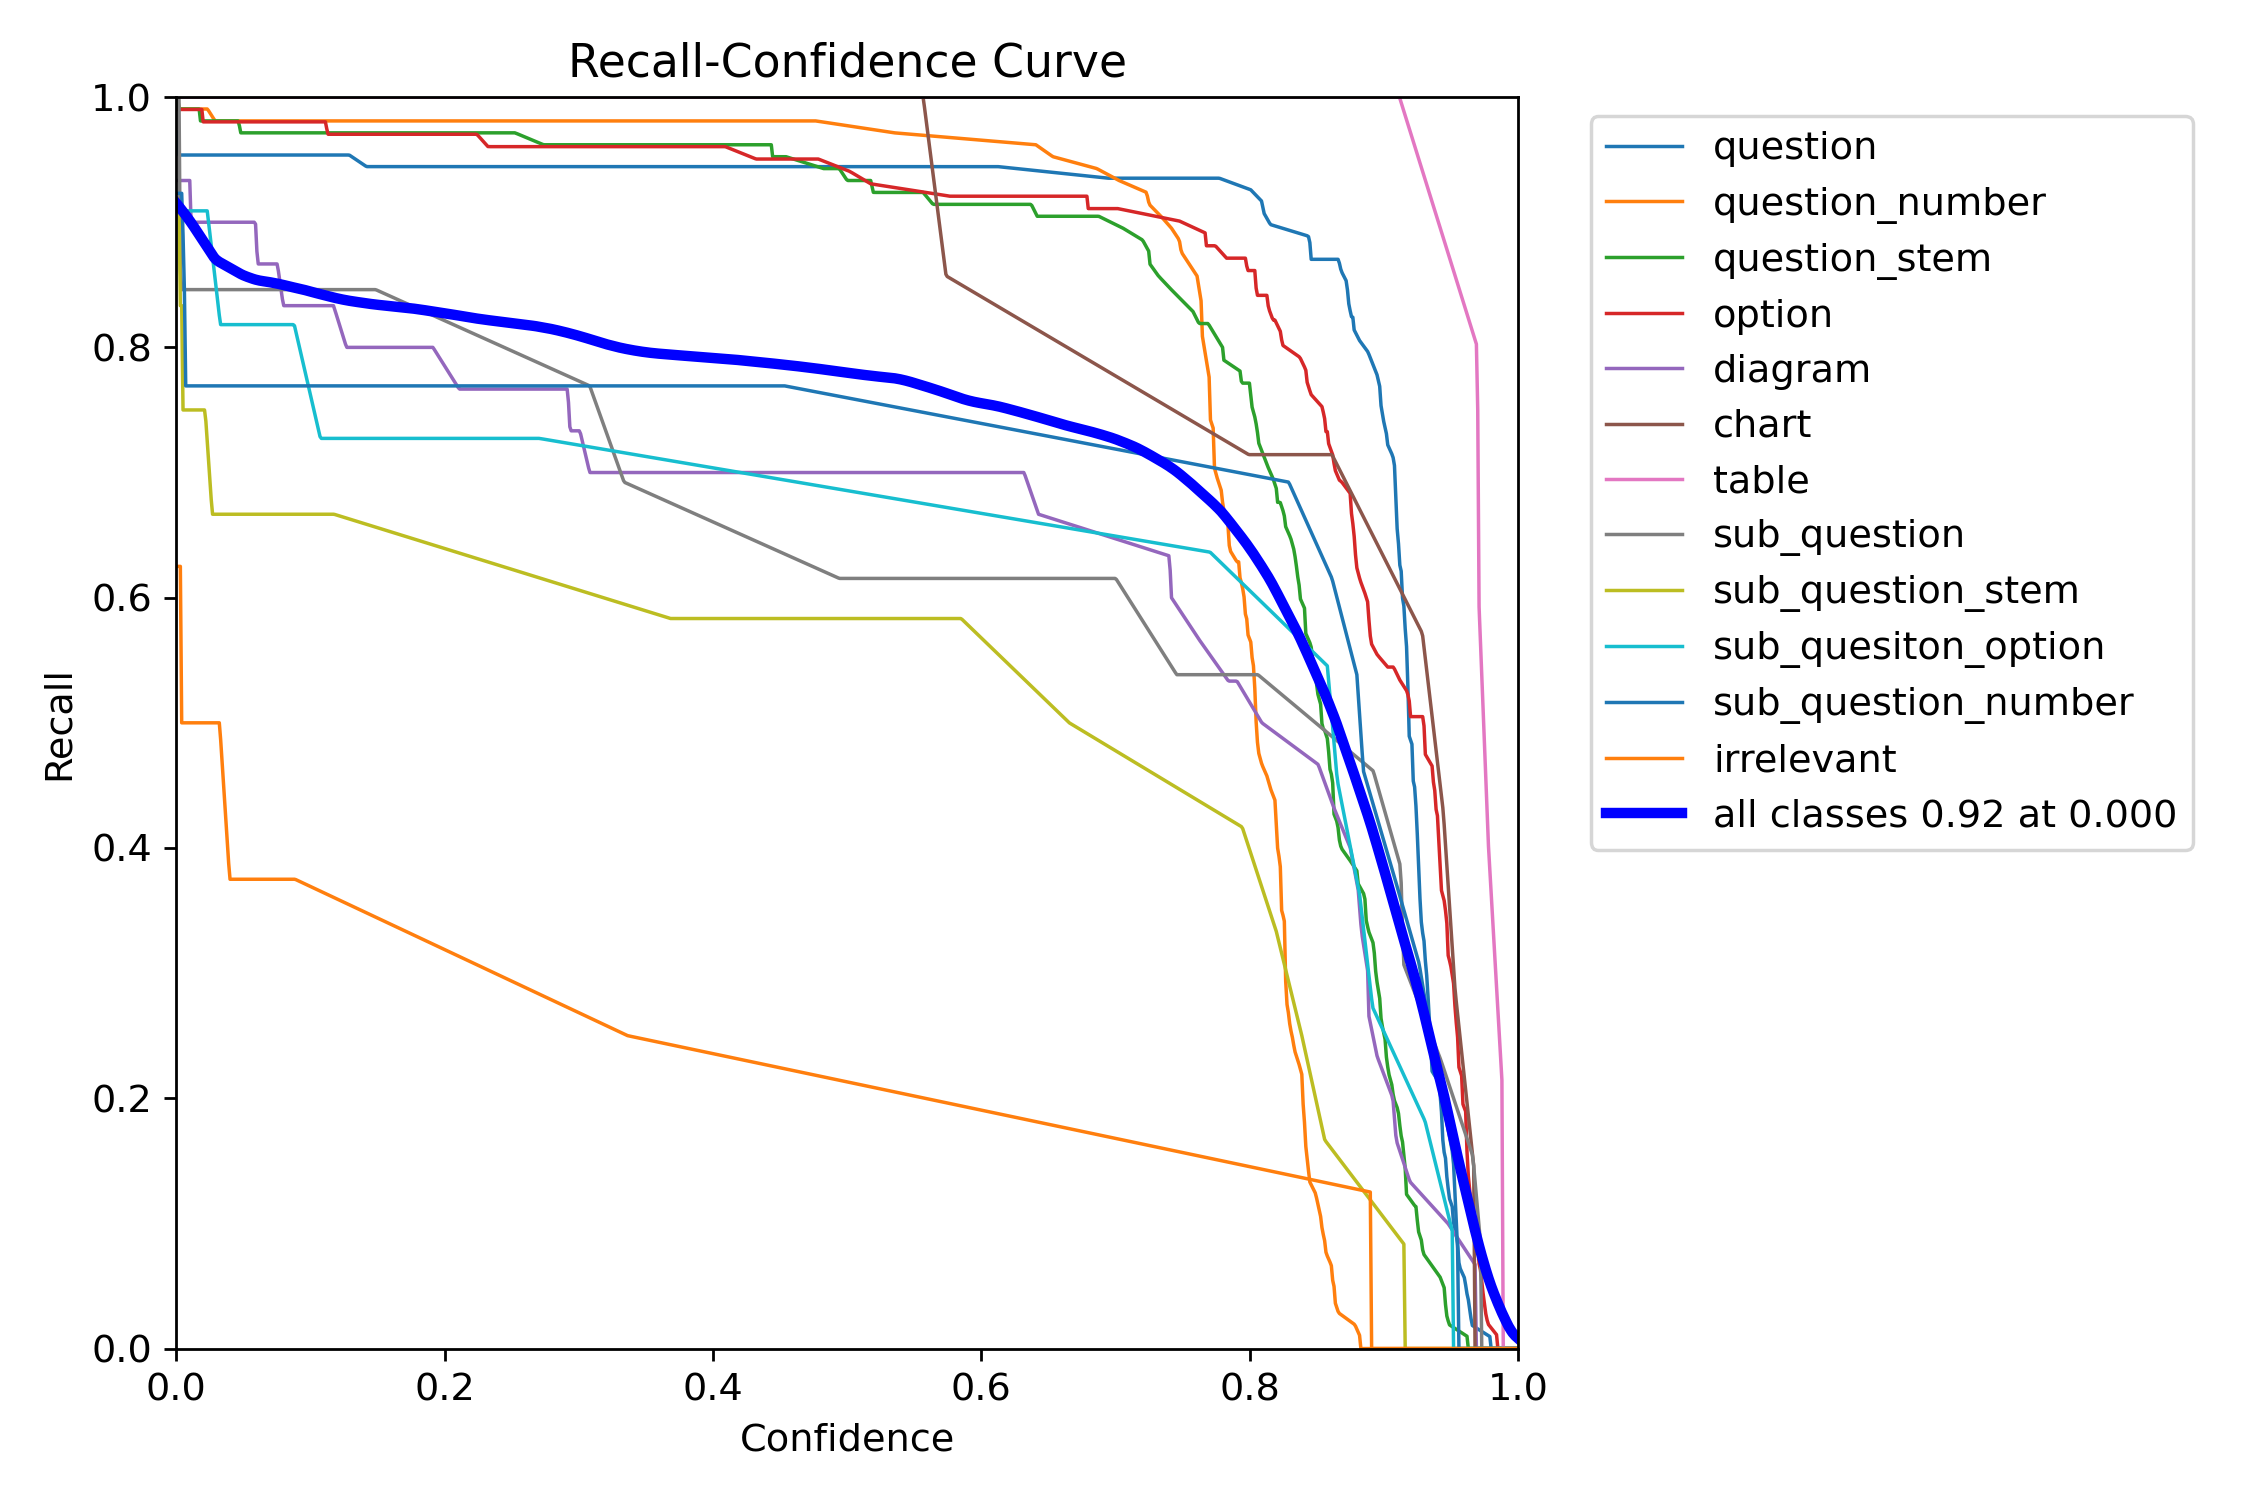 Recall-Confidence Curve
1.0
0.8
0.6
0.4
0.2
0.0
Recall
0.0 0.2 0.4 0.6 0.8 1.0
Confidence
question
question_number
question_stem
option
diagram
chart
table
sub_question
sub_question_stem
sub_quesiton_option
sub_question_number
irrelevant
all classes 0.92 at 0.000